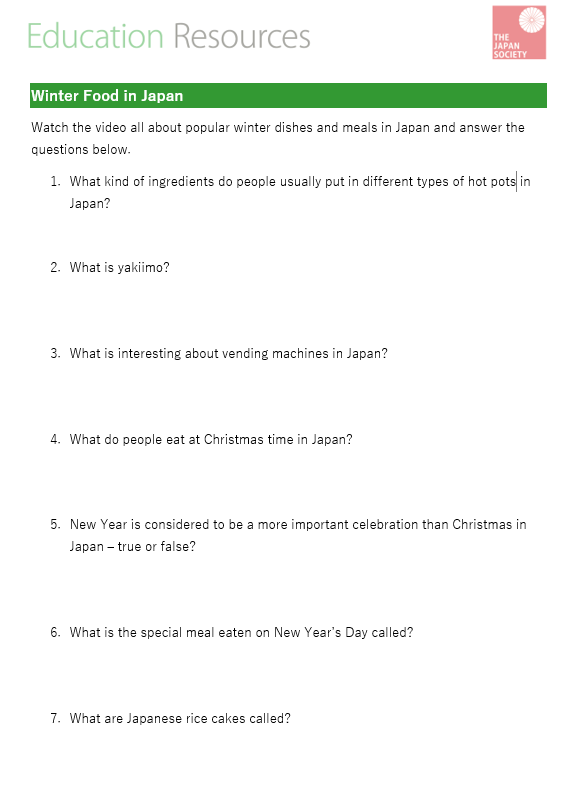 Education Resources
THE
JAPAN
SOCIETY
Winter Food in Japan
Watch the video all about popular winter dishes and meals in Japan and answer the
questions below.
1. What kind of ingredients do people usually put in different types of hot pots in
Japan?
2. What is yakiimo?
3. What is interesting about vending machines in Japan?
4. What do people eat at Christmas time in Japan?
5. New Year is considered to be a more important celebration than Christmas in
Japan – true or false?
6. What is the special meal eaten on New Year's Day called?
7. What are Japanese rice cakes called?